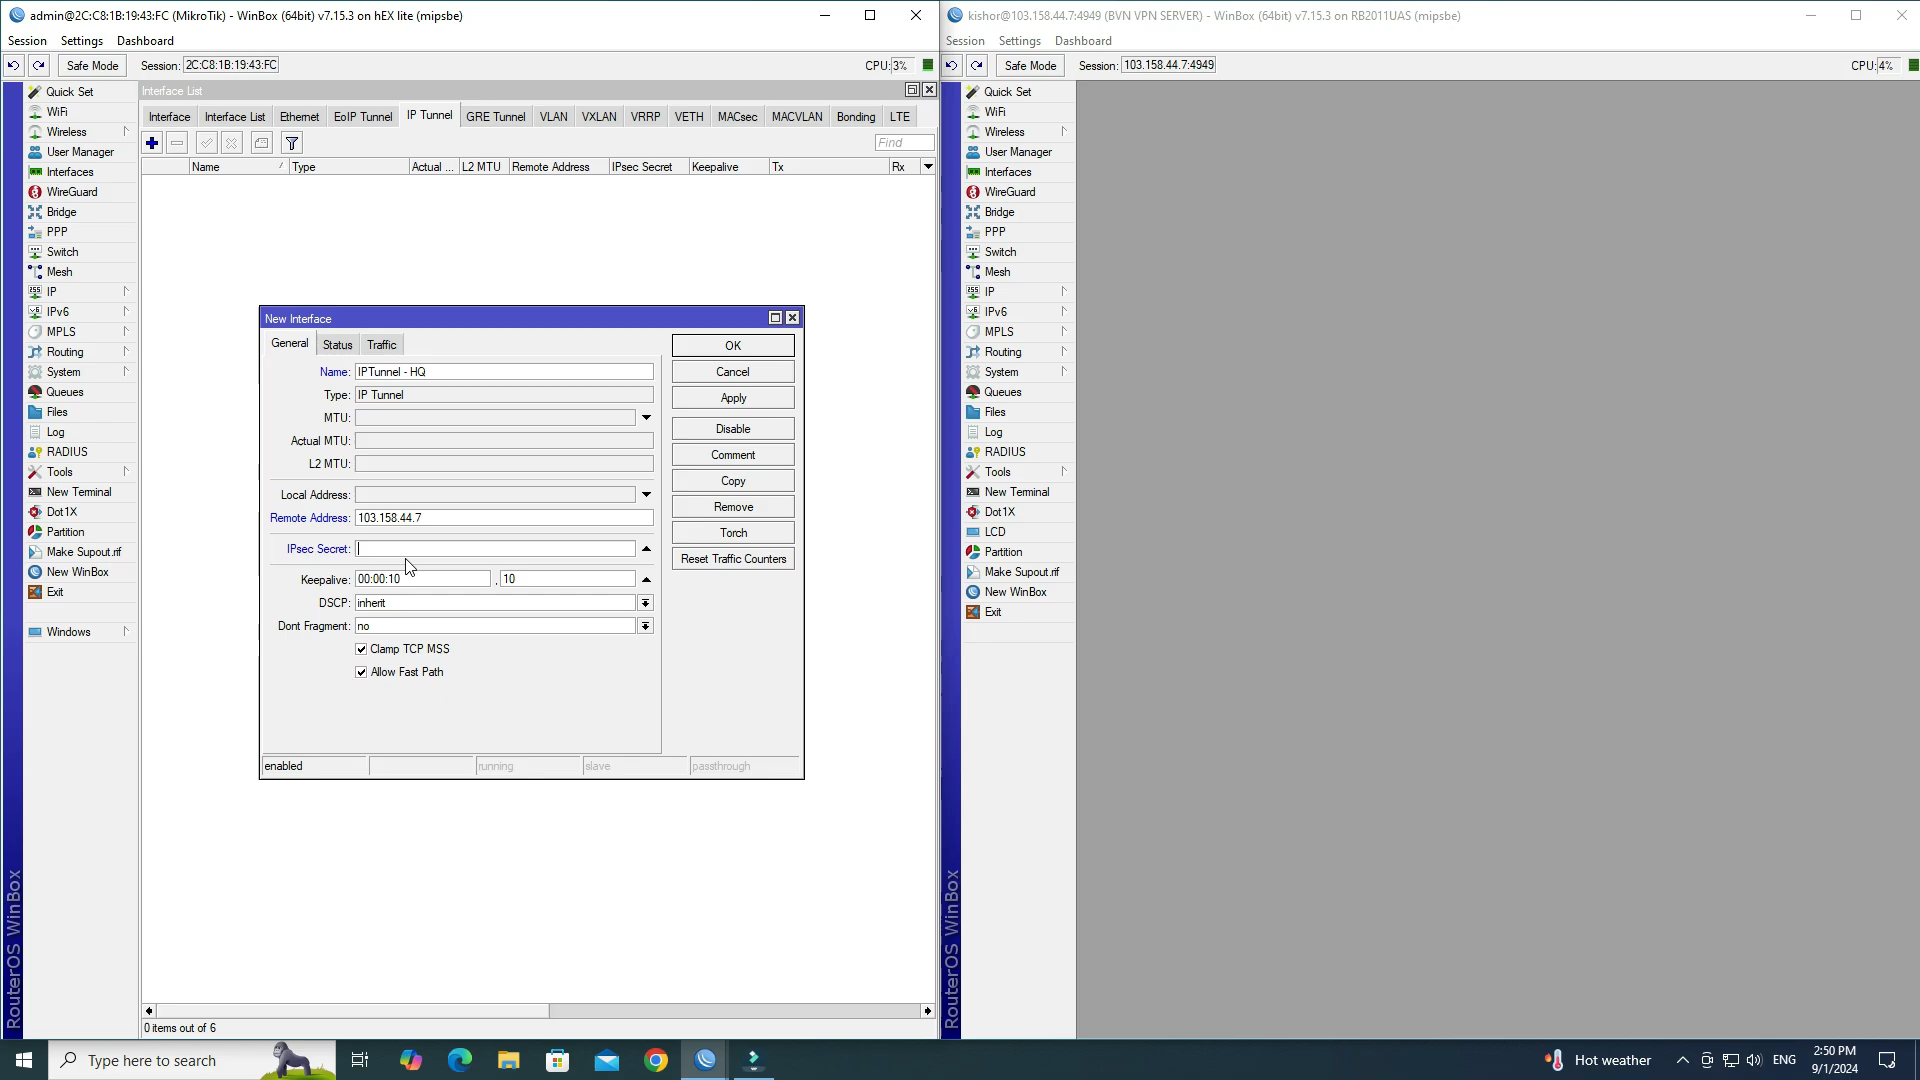 admin@2C:C8:1B:19:43:FC (MikroTik) - WinBox (64bit) v7.15.3 on hEX lite (mipsbe)
Session Settings Dashboard
Safe Mode Session: 2C:C8:1B:19:43:FC CPU: 3%
Quick Set
WiFi
Wireless
User Manager
Interfaces
WireGuard
Bridge
PPP
Switch
Mesh
IP
IPv6
MPLS
Routing
System
Queues
Files
Log
RADIUS
Tools
New Terminal
Dot1X
Partition
Make Supout.rif
New WinBox
Exit
Windows
RouterOS WinBox
Interface List
Interface Interface List Ethernet EoIP Tunnel IP Tunnel GRE Tunnel VLAN VXLAN VRRP VETH MACsec MACVLAN Bonding LTE
Find
Name / Type Actual ... L2 MTU Remote Address IPsec Secret Keepalive Tx Rx
New Interface
General Status Traffic
Name: IPTunnel - HQ
Type: IP Tunnel
MTU:
Actual MTU:
L2 MTU:
Local Address:
Remote Address: 103.158.44.7
IPsec Secret:
Keepalive: 00:00:10 , 10
DSCP: inherit
Dont Fragment: no
Clamp TCP MSS
Allow Fast Path
OK
Cancel
Apply
Disable
Comment
Copy
Remove
Torch
Reset Traffic Counters
enabled running slave passthrough
0 items out of 6
kishor@103.158.44.7:4949 (BVN VPN SERVER) - WinBox (64bit) v7.15.3 on RB2011UAS (mipsbe)
Session Settings Dashboard
Safe Mode Session: 103.158.44.7:4949 CPU: 4%
Quick Set
WiFi
Wireless
User Manager
Interfaces
WireGuard
Bridge
PPP
Switch
Mesh
IP
IPv6
MPLS
Routing
System
Queues
Files
Log
RADIUS
Tools
New Terminal
Dot1X
LCD
Partition
Make Supout.rif
New WinBox
Exit
RouterOS WinBox
Type here to search
Hot weather ENG 2:50 PM
9/1/2024